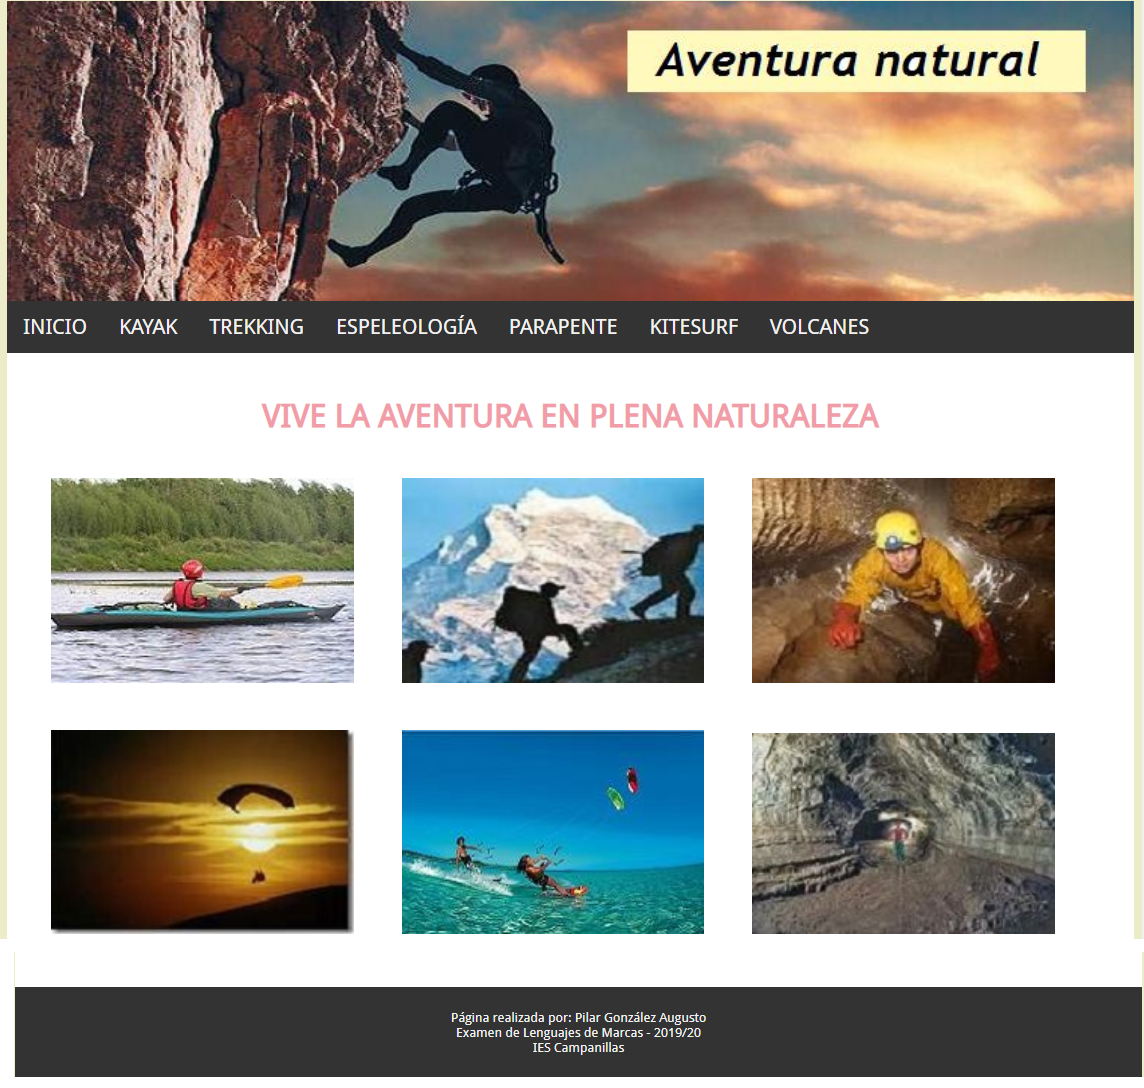 Aventura natural
INICIO KAYAK TREKKING ESPELEOLOGÍA PARAPENTE KITESURF VOLCANES
VIVE LA AVENTURA EN PLENA NATURALEZA
Página realizada por: Pilar González Augusto
Examen de Lenguajes de Marcas - 2019/20
IES Campanillas